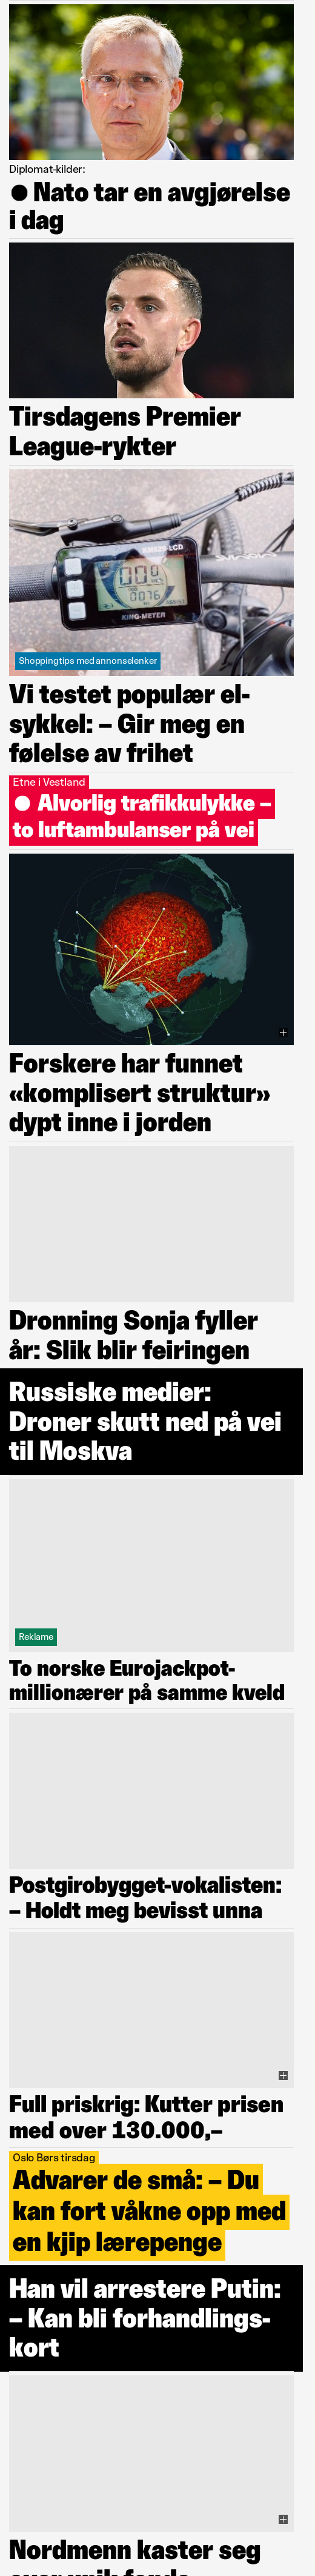 Diplomat-kilder:
● Nato tar en avgjørelse
i dag
Tirsdagens Premier
League-rykter
KM529-LCD
0076
KING-METER
Shoppingtips med annonselenker
Vi testet populær el-
sykkel: – Gir meg en
følelse av frihet
Etne i Vestland
● Alvorlig trafikkulykke –
to luftambulanser på vei
Forskere har funnet
«komplisert struktur»
dypt inne i jorden
Dronning Sonja fyller
år: Slik blir feiringen
Russiske medier:
Droner skutt ned på vei
til Moskva
Reklame
To norske Eurojackpot-
millionærer på samme kveld
Postgirobygget-vokalisten:
– Holdt meg bevisst unna
Full priskrig: Kutter prisen
med over 130.000,–
Oslo Børs tirsdag
Advarer de små: – Du
kan fort våkne opp med
en kjip lærepenge
Han vil arrestere Putin:
– Kan bli forhandlings-
kort
Nordmenn kaster seg